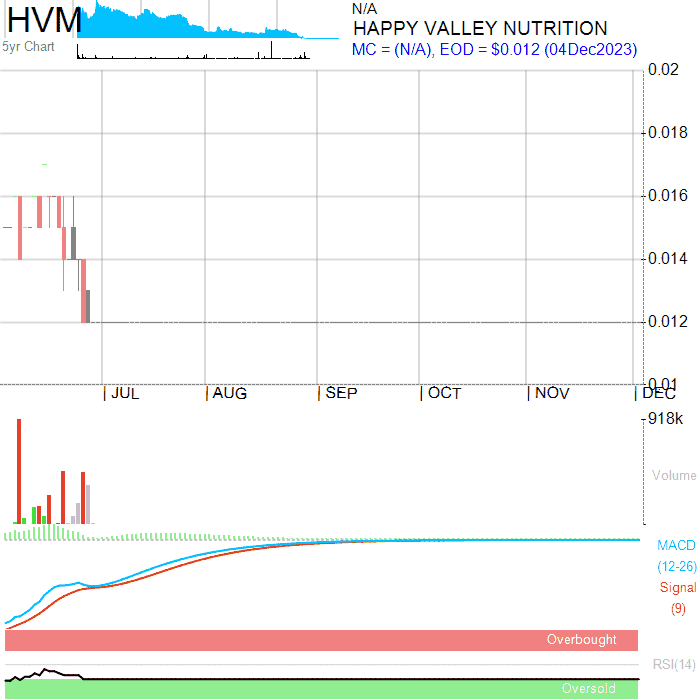 HVM
5yr Chart
N/A
HAPPY VALLEY NUTRITION
MC = (N/A), EOD = $0.012 (04Dec2023)
0.02
0.018
0.016
0.014
0.012
0.01
JUL AUG SEP OCT NOV DEC
918k
Volume
MACD
(12-26)
Signal
(9)
Overbought
RSI(14)
Oversold